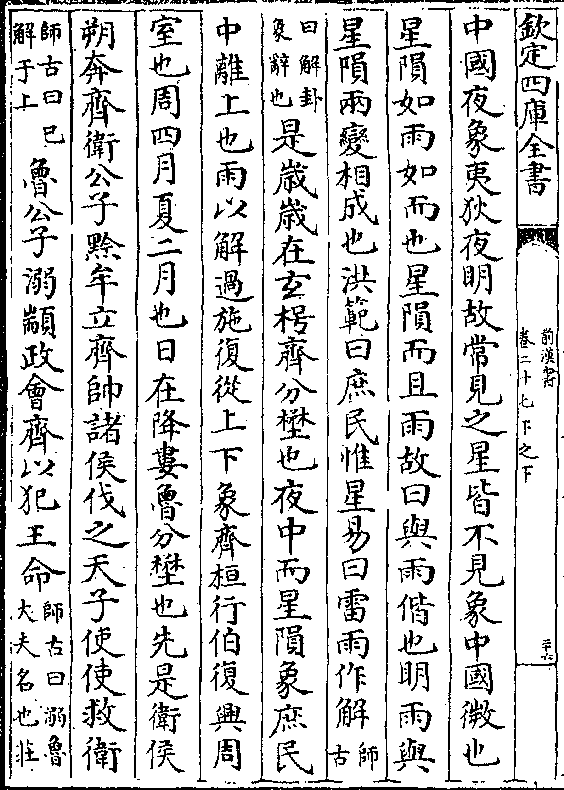 欽定四庫全書
前漢書
卷二十七下之下
二十六
中國夜象夷狄夜明故常見之星皆不見象中國微也
星隕如雨如而也星隕而且雨故曰與雨偕也明雨與
星隕兩變相成也洪範曰庶民惟星易曰雷雨作解師古
曰解卦象辭也是歳歳在玄枵齊分壄也夜中而星隕象庶民
中離上也雨以解過施復從上下象齊桓行伯復興周
室也周四月夏二月也日在降婁魯分壄也先是衛侯
朔奔齊衛公子黔牟立齊帥諸侯伐之天子使使救衛
師古曰已解于上魯公子溺顓政會齊以犯王命師古曰溺魯大夫名也莊